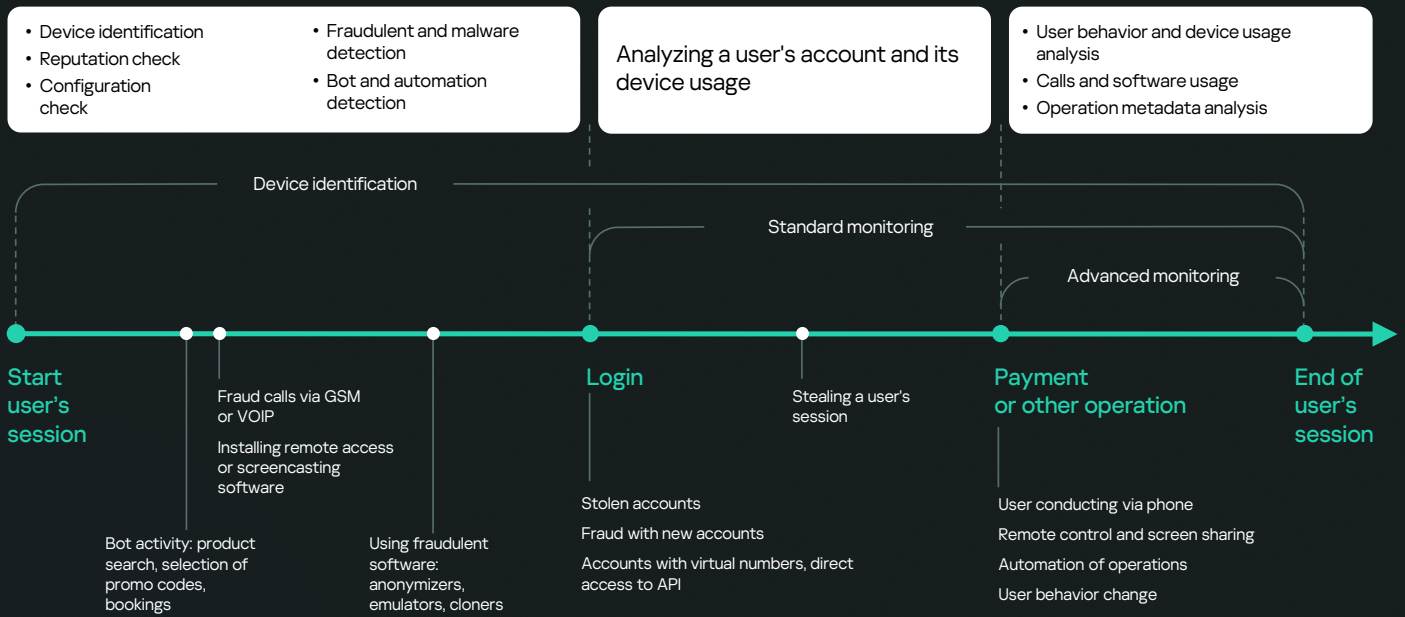 • Device identification
• Reputation check
• Configuration
check
• Fraudulent and malware
detection
• Bot and automation
detection
Analyzing a user's account and its
device usage
• User behavior and device usage
analysis
• Calls and software usage
• Operation metadata analysis
Device identification
Standard monitoring
Advanced monitoring
Start
user's
session
Fraud calls via GSM
or VOIP
Installing remote access
or screencasting
software
Bot activity: product
search, selection of
promo codes,
bookings
Using fraudulent
software:
anonymizers,
emulators, cloners
Login
Stolen accounts
Fraud with new accounts
Accounts with virtual numbers, direct
access to API
Stealing a user's
session
Payment
or other operation
User conducting via phone
Remote control and screen sharing
Automation of operations
User behavior change
End of
user's
session